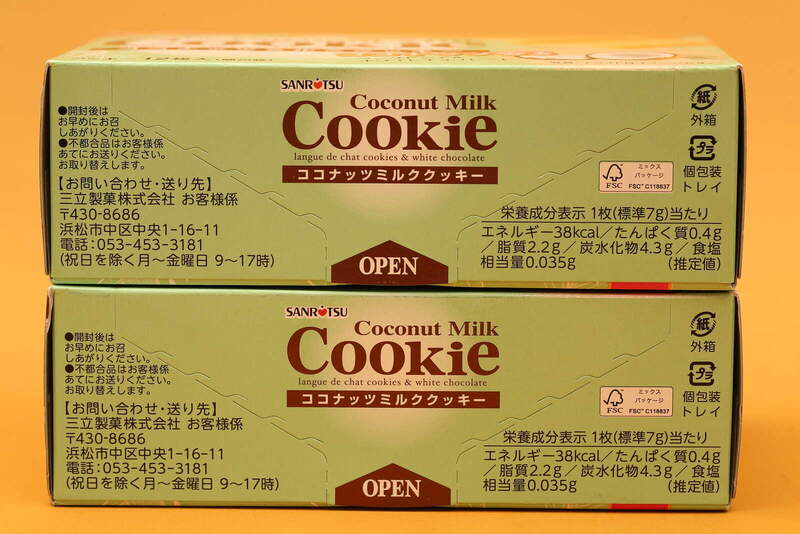 12枚入
SANRITSU
Coconut Milk
Cookie
langue de chat cookies & white chocolate
ココナッツミルククッキー
●開封後は
お早めにお召
しあがりください。
●不都合品はお客様係
あてにお送りください。
お取り替えします。
【お問い合わせ・送り先】
三立製菓株式会社 お客様係
〒430-8686
浜松市中区中央1-16-11
電話:053-453-3181
(祝日を除く月〜金曜日 9〜17時)
OPEN
紙
外箱
プラ
個包装
トレイ
FSC
ミックス
パッケージ
FSC™ C118837
栄養成分表示 1枚(標準7g)当たり
エネルギー38kcal/たんぱく質0.4g
/脂質2.2g/炭水化物4.3g/食塩
相当量0.035g (推定値)
SANRITSU
Coconut Milk
Cookie
langue de chat cookies & white chocolate
ココナッツミルククッキー
●開封後は
お早めにお召
しあがりください。
●不都合品はお客様係
あてにお送りください。
お取り替えします。
【お問い合わせ・送り先】
三立製菓株式会社 お客様係
〒430-8686
浜松市中区中央1-16-11
電話:053-453-3181
(祝日を除く月〜金曜日 9〜17時)
OPEN
紙
外箱
プラ
個包装
トレイ
FSC
ミックス
パッケージ
FSC™ C118837
栄養成分表示 1枚(標準7g)当たり
エネルギー38kcal/たんぱく質0.4g
/脂質2.2g/炭水化物4.3g/食塩
相当量0.035g (推定値)